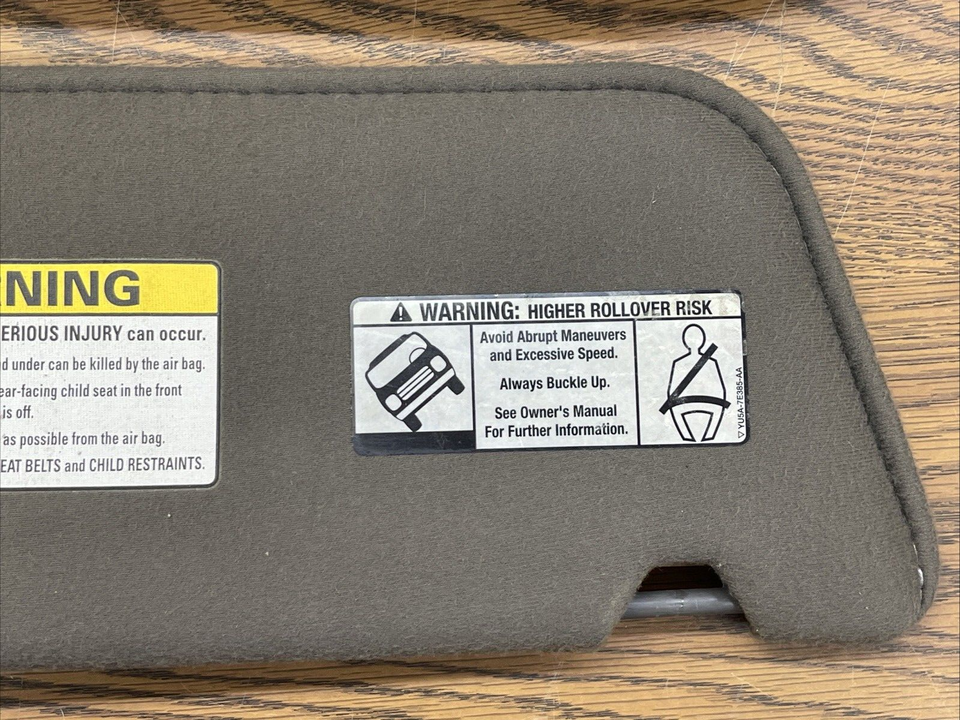 RNING
ERIOUS INJURY can occur.
d under can be killed by the air bag.
ear-facing child seat in the front
is off.
as possible from the air bag.
EAT BELTS and CHILD RESTRAINTS.
WARNING: HIGHER ROLLOVER RISK
Avoid Abrupt Maneuvers
and Excessive Speed.
Always Buckle Up.
See Owner's Manual
For Further Information.
YU5A-7E385-AA